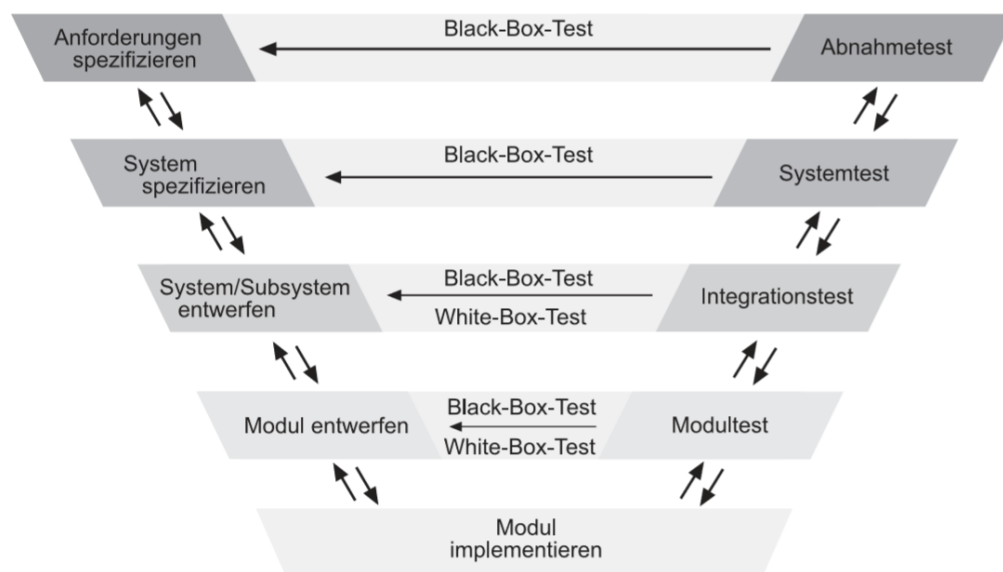 Anforderungen
spezifizieren
Black-Box-Test
Abnahmetest
System
spezifizieren
Black-Box-Test
Systemtest
System/Subsystem
entwerfen
Black-Box-Test
White-Box-Test
Integrationstest
Modul entwerfen
Black-Box-Test
White-Box-Test
Modultest
Modul
implementieren